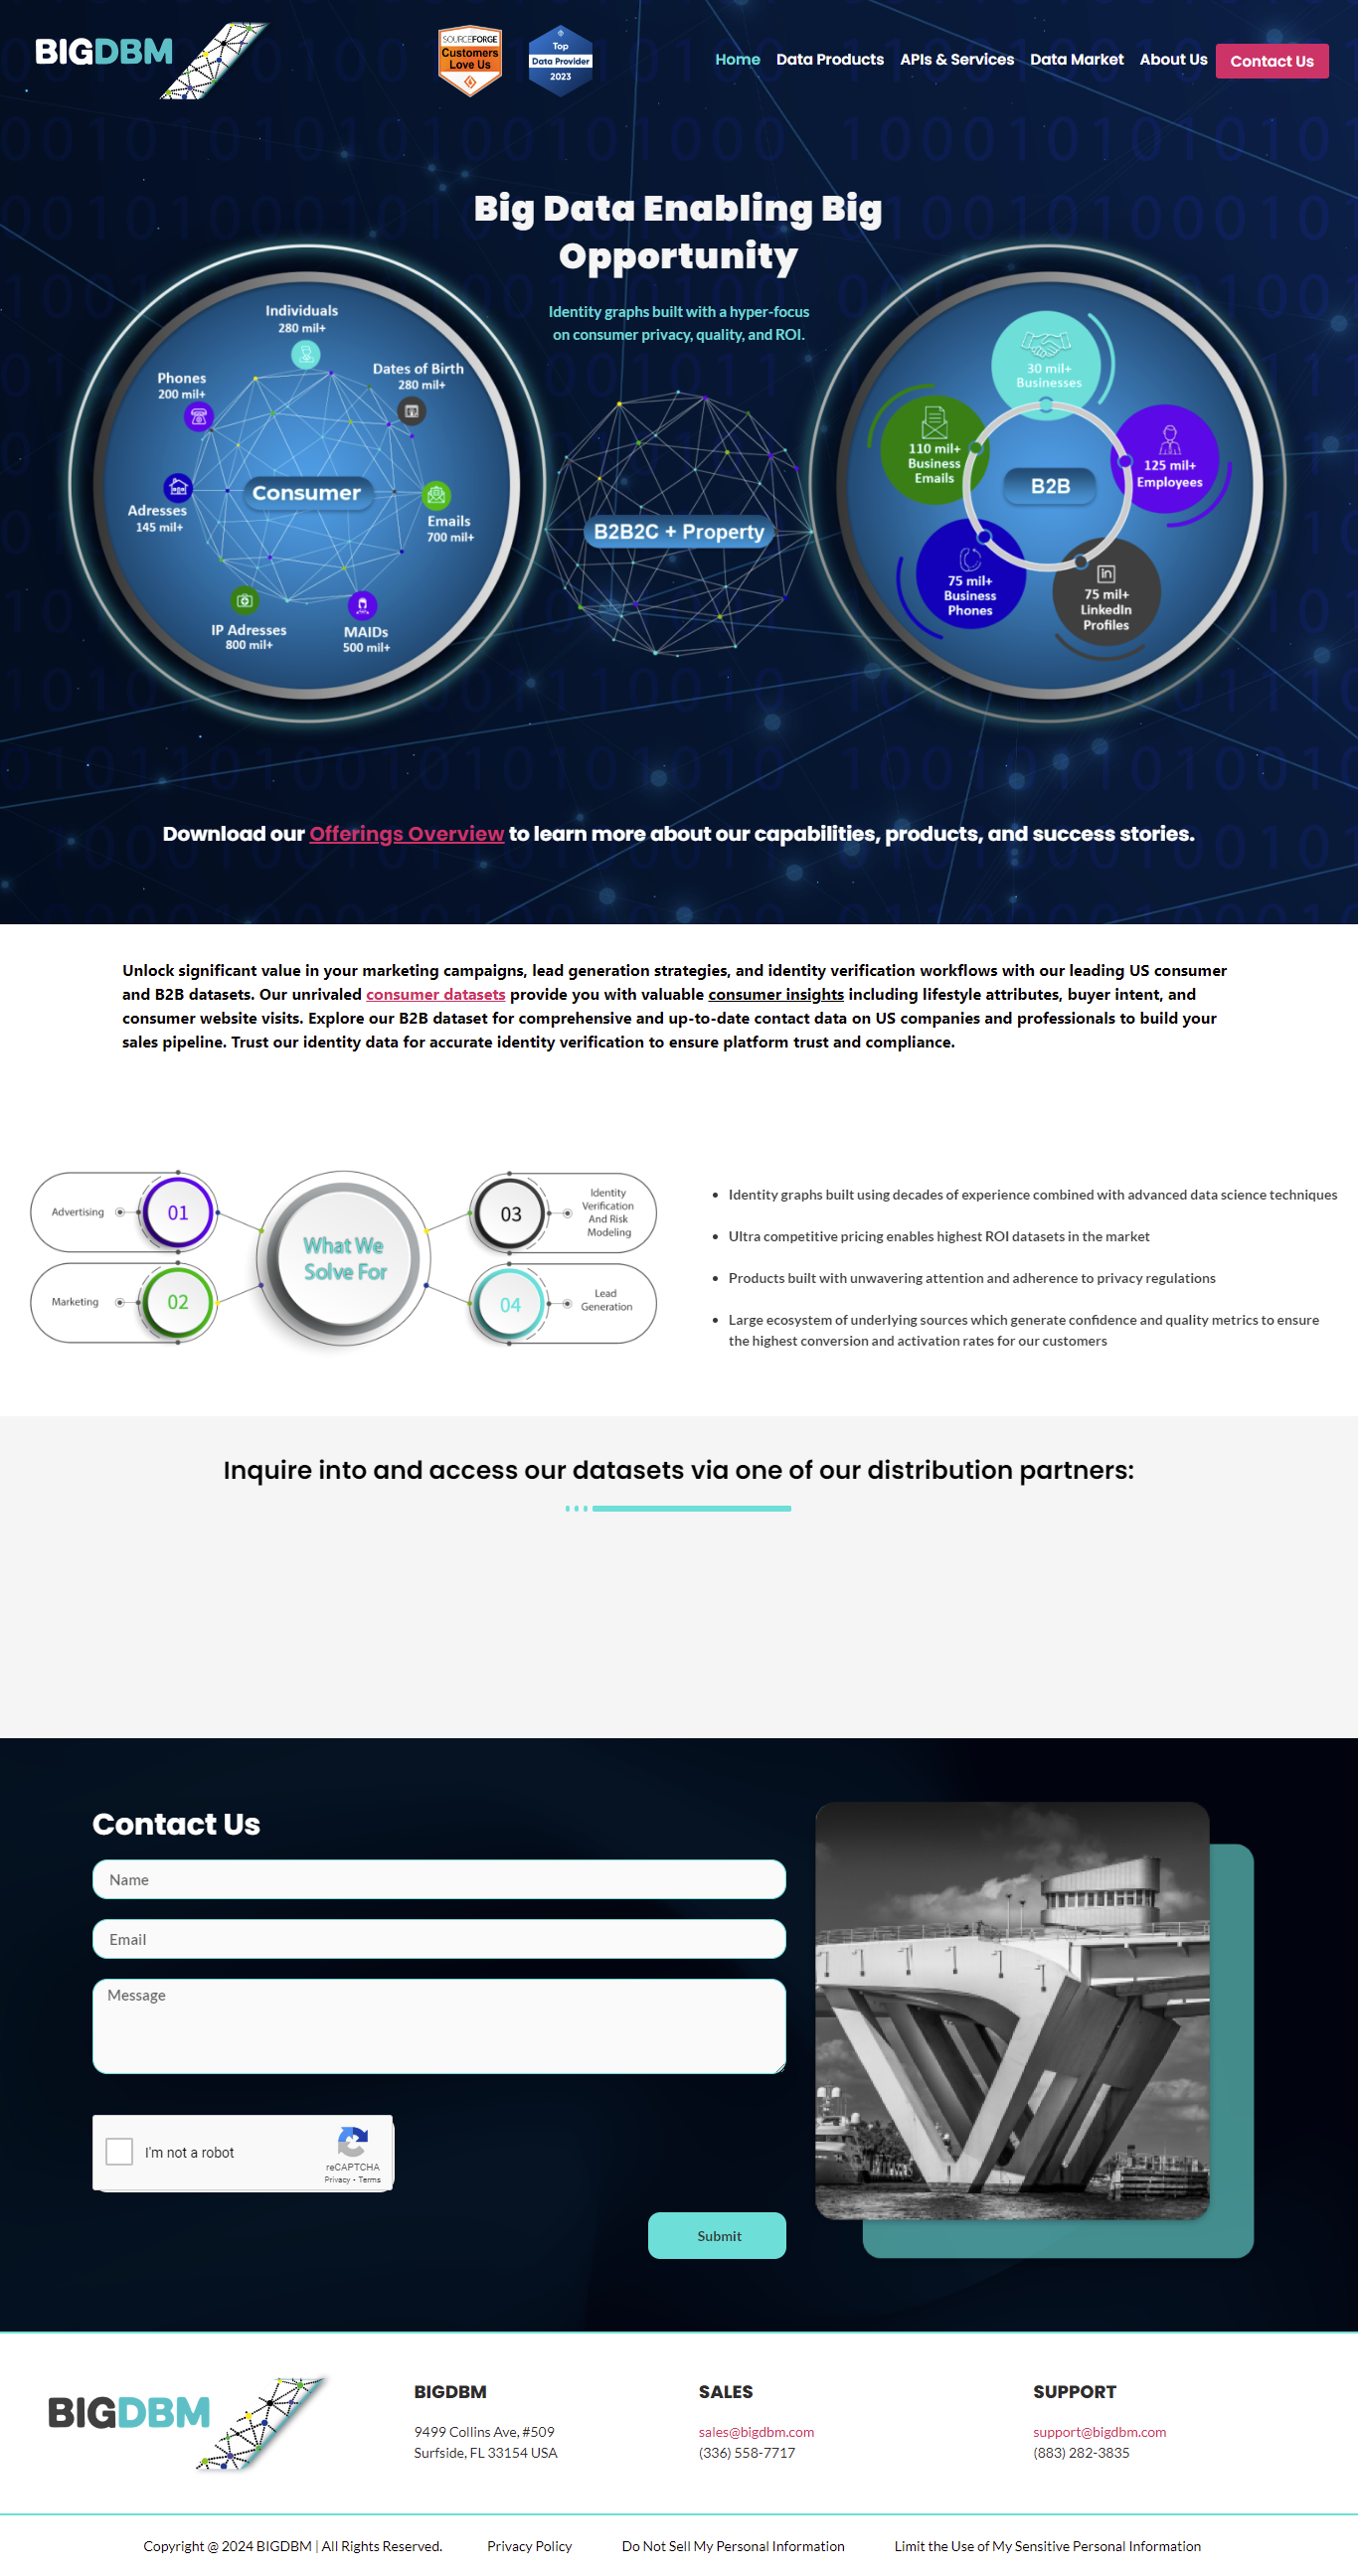 BIGDBM
SOURCEFORGE
Customers
Love Us
Top
Data Provider
2023
Home
Data Products
APIs & Services
Data Market
About Us
Contact Us
Big Data Enabling Big
Opportunity
Identity graphs built with a hyper-focus
on consumer privacy, quality, and ROI.
Individuals
280 mil+
Phones
200 mil+
Dates of Birth
280 mil+
Consumer
Adresses
145 mil+
Emails
700 mil+
IP Adresses
800 mil+
MAIDs
500 mil+
B2B2C + Property
30 mil+
Businesses
110 mil+
Business
Emails
125 mil+
Employees
B2B
75 mil+
Business
Phones
in
75 mil+
LinkedIn
Profiles
Download our Offerings Overview to learn more about our capabilities, products, and success stories.
Unlock significant value in your marketing campaigns, lead generation strategies, and identity verification workflows with our leading US consumer
and B2B datasets. Our unrivaled consumer datasets provide you with valuable consumer insights including lifestyle attributes, buyer intent, and
consumer website visits. Explore our B2B dataset for comprehensive and up-to-date contact data on US companies and professionals to build your
sales pipeline. Trust our identity data for accurate identity verification to ensure platform trust and compliance.
Advertising
01
Marketing
02
What We
Solve For
03
Identity
Verification
And Risk
Modeling
04
Lead
Generation
• Identity graphs built using decades of experience combined with advanced data science techniques
• Ultra competitive pricing enables highest ROI datasets in the market
• Products built with unwavering attention and adherence to privacy regulations
• Large ecosystem of underlying sources which generate confidence and quality metrics to ensure
the highest conversion and activation rates for our customers
Inquire into and access our datasets via one of our distribution partners:
Contact Us
Name
Email
Message
I'm not a robot
reCAPTCHA
Privacy • Terms
Submit
BIGDBM
BIGDBM
9499 Collins Ave, #509
Surfside, FL 33154 USA
SALES
sales@bigdbm.com
(336) 558-7717
SUPPORT
support@bigdbm.com
(883) 282-3835
Copyright @ 2024 BIGDBM | All Rights Reserved.
Privacy Policy
Do Not Sell My Personal Information
Limit the Use of My Sensitive Personal Information